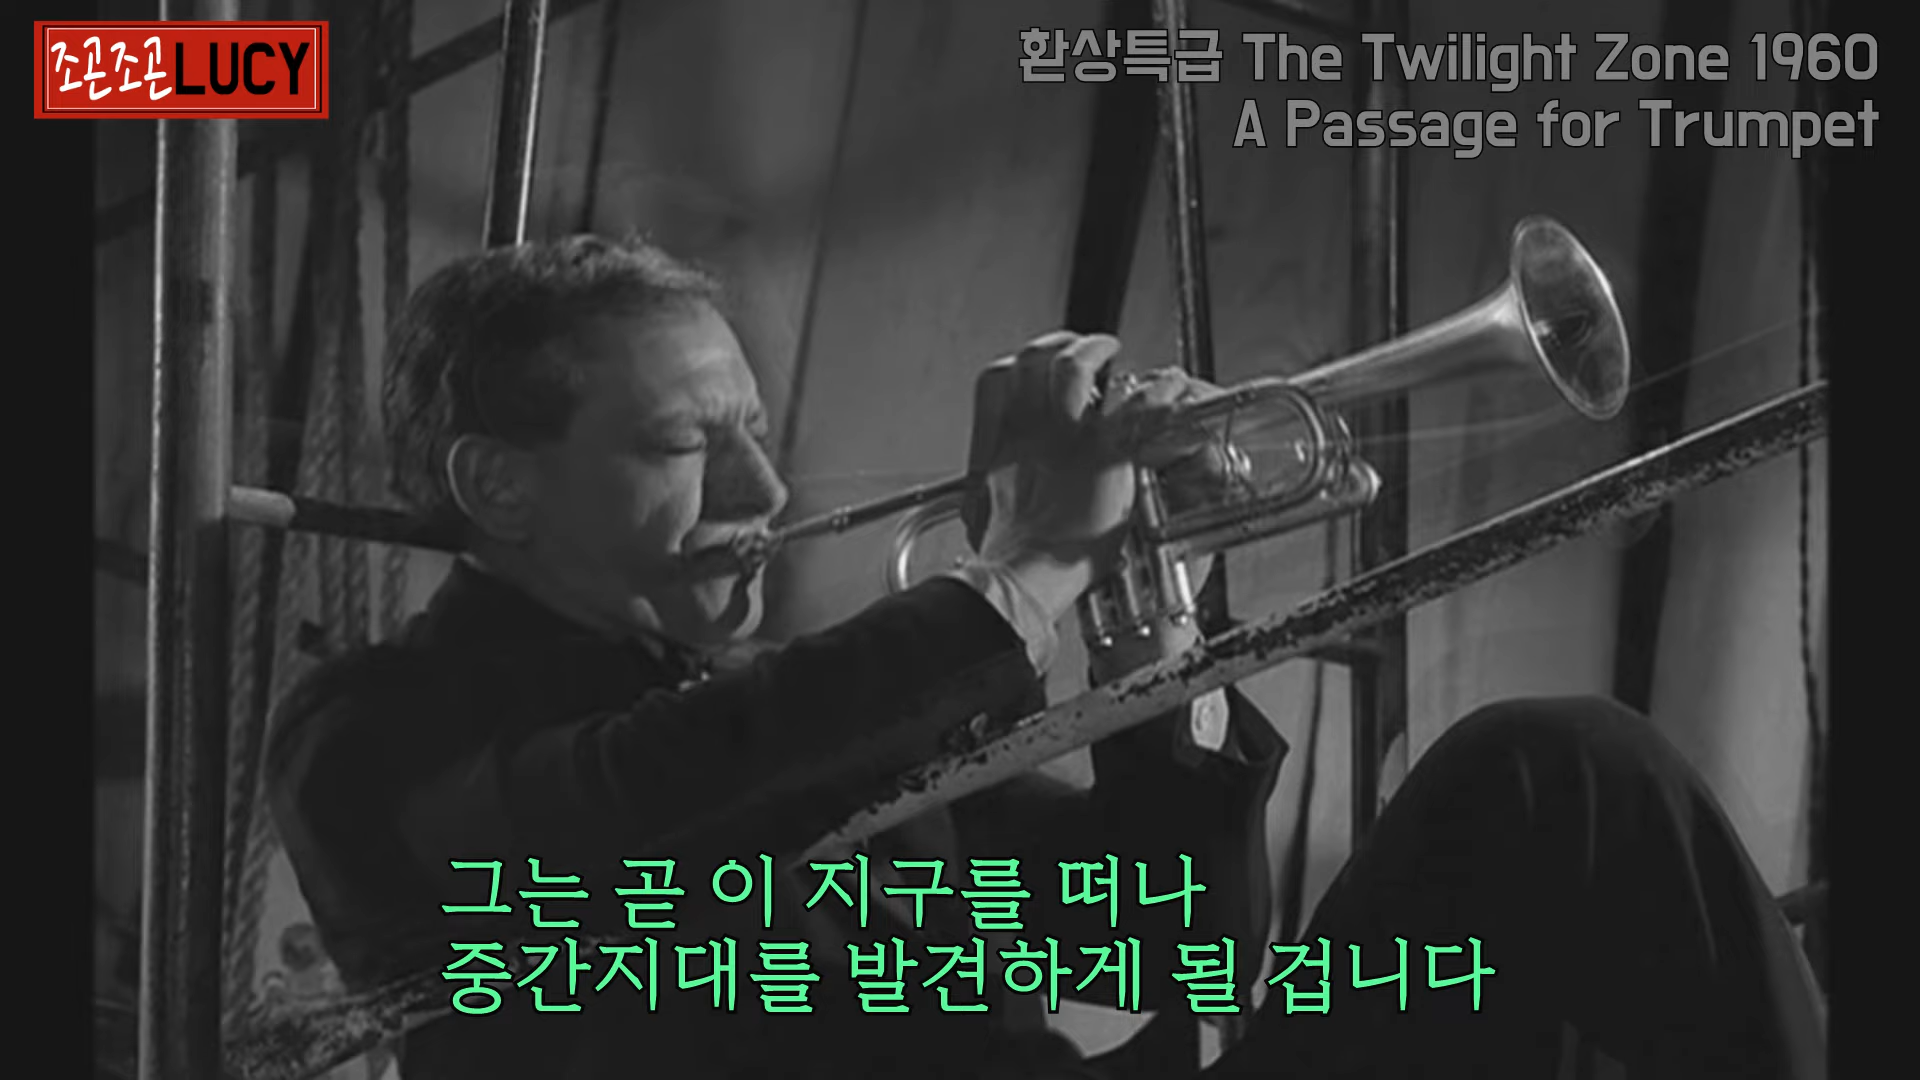 조곤조곤LUCY
환상특급 The Twilight Zone 1960
A Passage for Trumpet
그는 곧 이 지구를 떠나
중간지대를 발견하게 될 겁니다